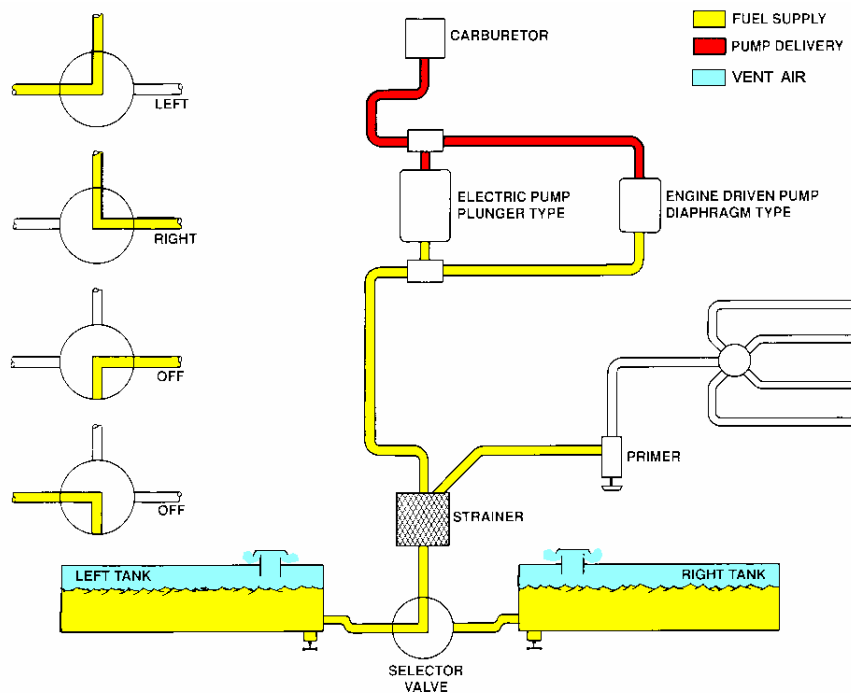 FUEL SUPPLY
PUMP DELIVERY
VENT AIR
CARBURETOR
LEFT
ELECTRIC PUMP
PLUNGER TYPE
ENGINE DRIVEN PUMP
DIAPHRAGM TYPE
RIGHT
OFF
PRIMER
OFF
STRAINER
LEFT TANK
RIGHT TANK
SELECTOR
VALVE